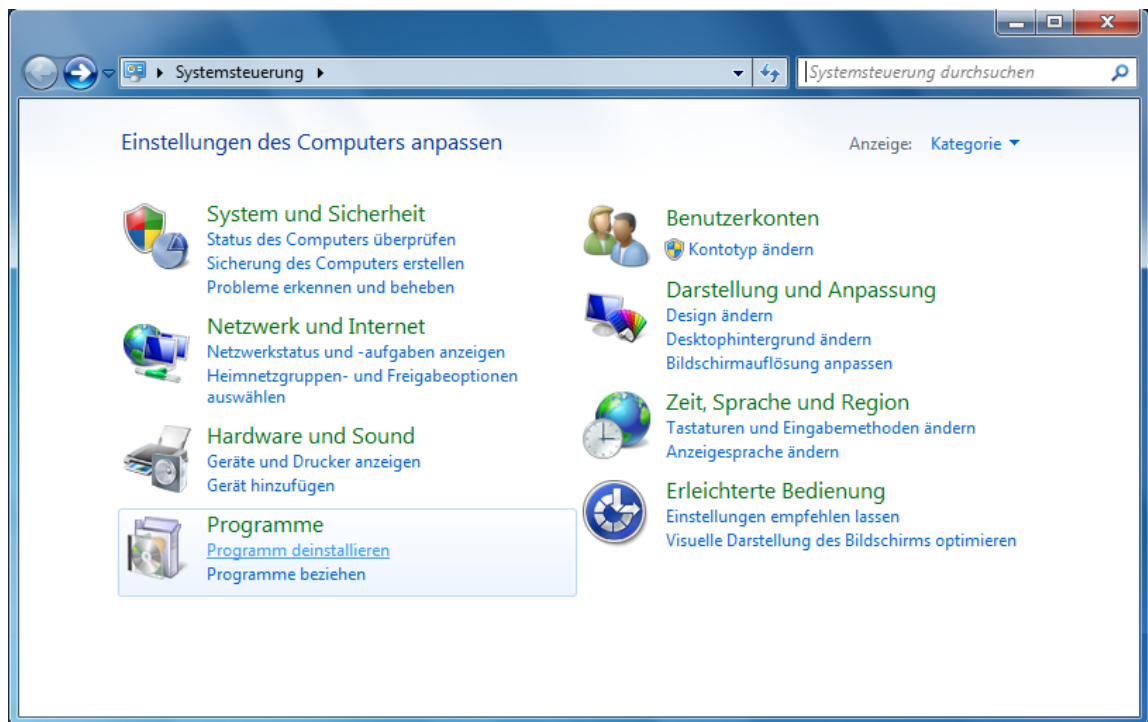 Systemsteuerung
Systemsteuerung durchsuchen
Einstellungen des Computers anpassen
Anzeige: Kategorie
System und Sicherheit
Status des Computers überprüfen
Sicherung des Computers erstellen
Probleme erkennen und beheben
Netzwerk und Internet
Netzwerkstatus und -aufgaben anzeigen
Heimnetzgruppen- und Freigabeoptionen
auswählen
Hardware und Sound
Geräte und Drucker anzeigen
Gerät hinzufügen
Programme
Programm deinstallieren
Programme beziehen
Benutzerkonten
Kontotyp ändern
Darstellung und Anpassung
Design ändern
Desktophintergrund ändern
Bildschirmauflösung anpassen
Zeit, Sprache und Region
Tastaturen und Eingabemethoden ändern
Anzeigesprache ändern
Erleichterte Bedienung
Einstellungen empfehlen lassen
Visuelle Darstellung des Bildschirms optimieren